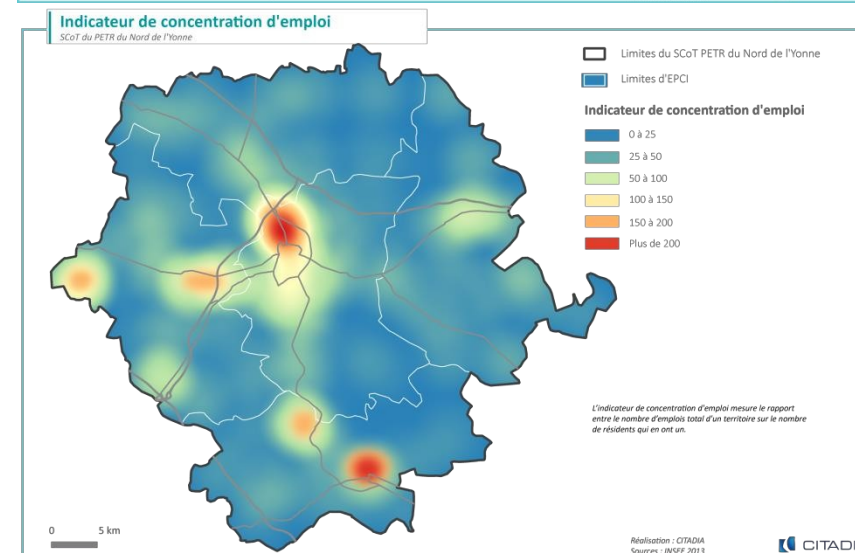 Indicateur de concentration d'emploi
SCoT du PETR du Nord de l'Yonne
Limites du SCoT PETR du Nord de l'Yonne
Limites d'EPCI
Indicateur de concentration d'emploi
0 à 25
25 à 50
50 à 100
100 à 150
150 à 200
Plus de 200
L'indicateur de concentration d'emploi mesure le rapport
entre le nombre d'emplois total d'un territoire sur le nombre
de résidents qui en ont un.
0 5 km
Réalisation : CITADIA
Sources : INSEE 2013